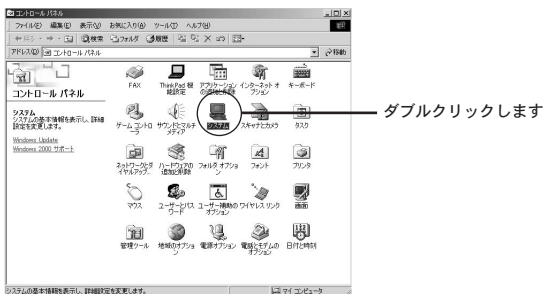 コントロール パネル
ファイル(F) 編集(E) 表示(V) お気に入り(A) ツール(T) ヘルプ(H)
戻る 検索 フォルダ 履歴
アドレス(D) コントロール パネル 移動
コントロール パネル
システム
システムの基本情報を表示し、詳細
設定を変更します。
Windows Update
Windows 2000 サポート
FAX
ThinkPad 機
能設定
アプリケーション
の追加と削除
インターネット オ
プション
キーボード
ゲーム コントロ
ーラ
サウンドとマルチ
メディア
システム
スキャナとカメラ
タスク
ネットワークとダ
イヤルアップ...
ハードウェアの
追加と削除
フォルダ オプショ
ン
フォント
プリンタ
マウス
ユーザーとパス
ワード
ユーザー補助の
オプション
ワイヤレス リンク
画面
管理ツール
地域のオプショ
ン
電源オプション
電話とモデムの
オプション
日付と時刻
システムの基本情報を表示し、詳細設定を変更します。
マイ コンピュータ
ダブルクリックします